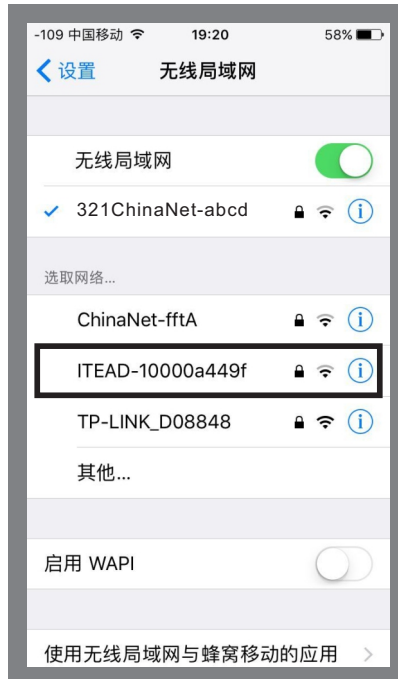 -109 中国移动 19:20 58%
设置 无线局域网
无线局域网
321ChinaNet-abcd
选取网络...
ChinaNet-fftA
ITEAD-10000a449f
TP-LINK_D08848
其他...
启用 WAPI
使用无线局域网与蜂窝移动的应用